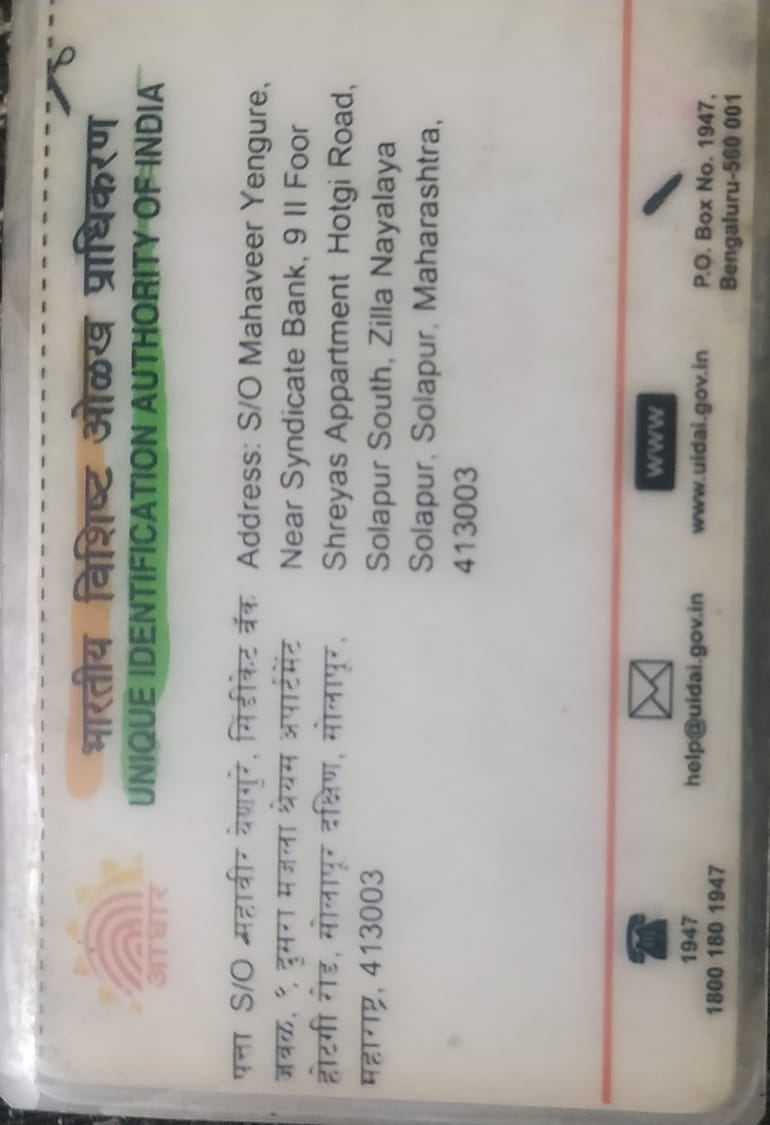 भारतीय विशिष्ट ओळख प्राधिकरण
UNIQUE IDENTIFICATION AUTHORITY OF INDIA
आधार
पत्ता S/O महावीर येणगुरे, सिंडीकेट बँक
जवळ, ९ दुसरा मजला श्रेयस अपार्टमेंट
होटगी रोड, सोलापूर दक्षिण, सोलापूर,
महाराष्ट्र, 413003
Address: S/O Mahaveer Yengure,
Near Syndicate Bank, 9 II Foor
Shreyas Appartment Hotgi Road,
Solapur South, Zilla Nayalaya
Solapur, Solapur, Maharashtra,
413003
1947
1800 180 1947
help@uidai.gov.in
WWW
www.uidai.gov.in
P.O. Box No. 1947,
Bengaluru-560 001